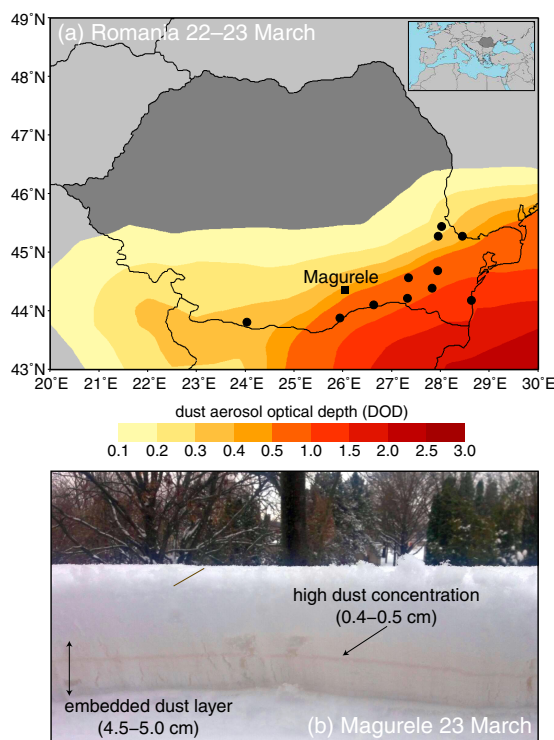 (a) Romania 22–23 March
49°N
48°N
47°N
46°N
45°N
44°N
43°N
Magurele
20°E 21°E 22°E 23°E 24°E 25°E 26°E 27°E 28°E 29°E 30°E
dust aerosol optical depth (DOD)
0.1 0.2 0.3 0.4 0.5 1.0 1.5 2.0 2.5 3.0
high dust concentration
(0.4–0.5 cm)
embedded dust layer
(4.5–5.0 cm)
(b) Magurele 23 March